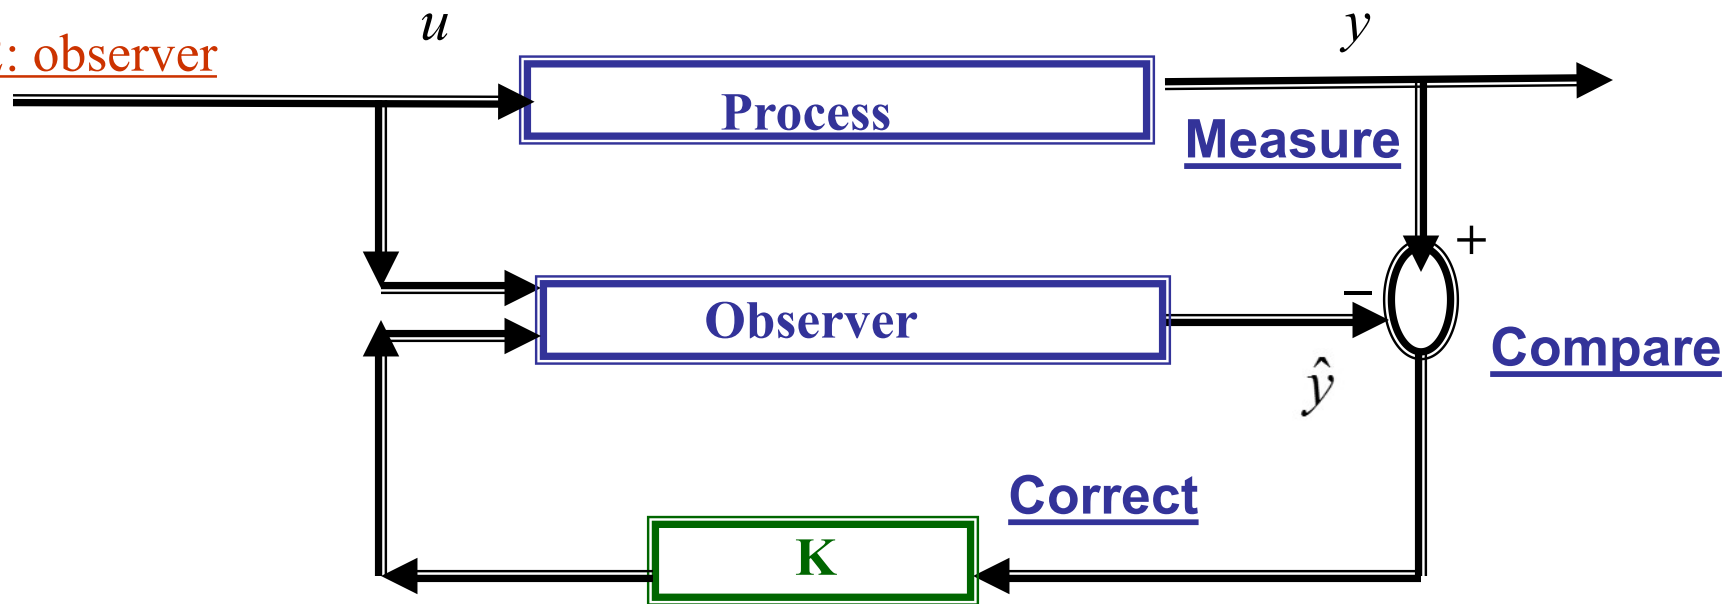 u
y
: observer
Process
Measure
+
Observer
−
Compare
ŷ
Correct
K